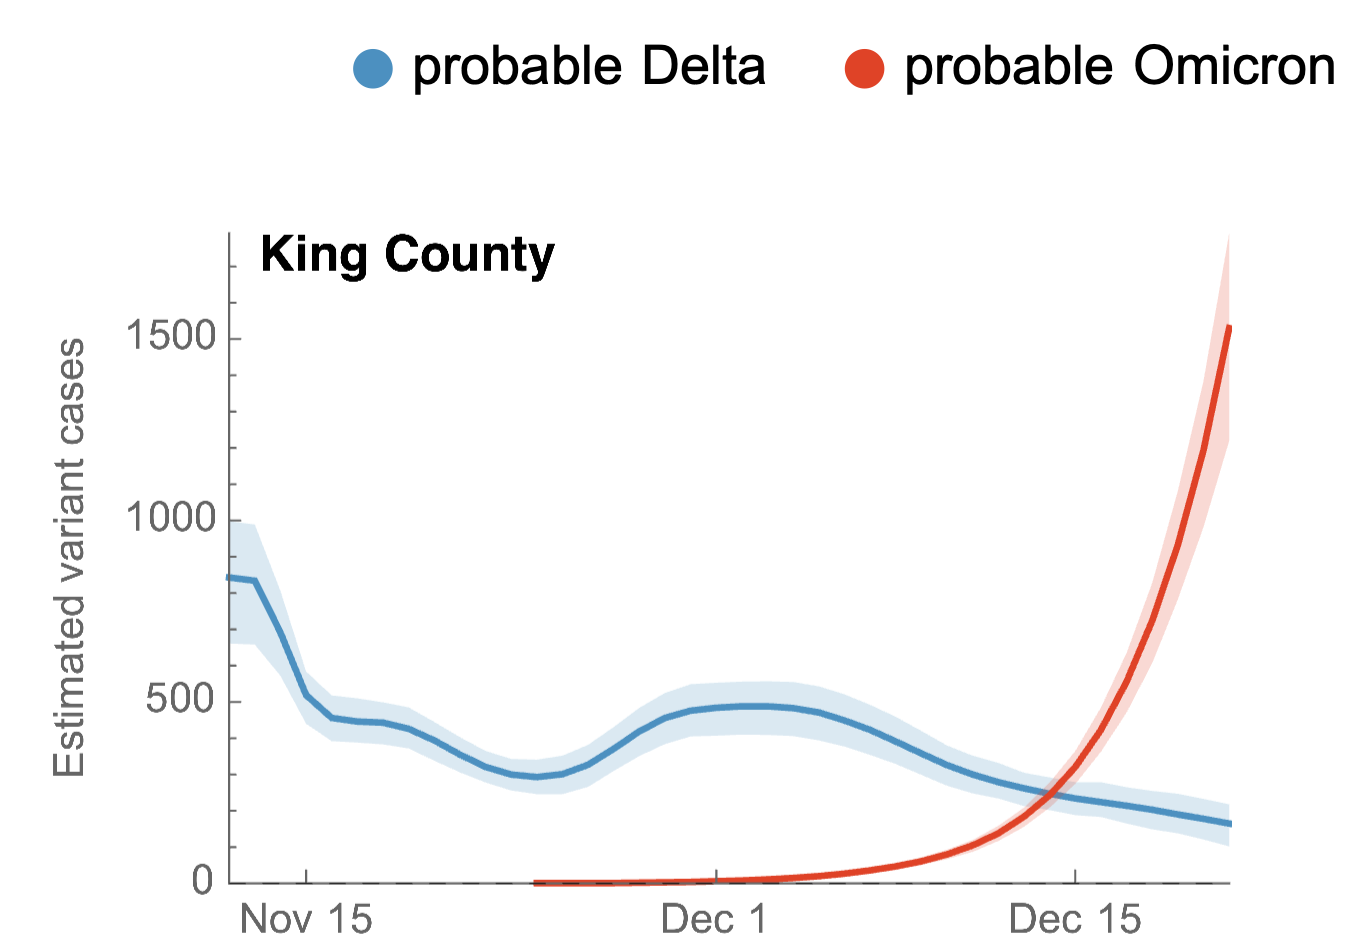 probable Delta probable Omicron
King County
Estimated variant cases
1500
1000
500
0
Nov 15 Dec 1 Dec 15